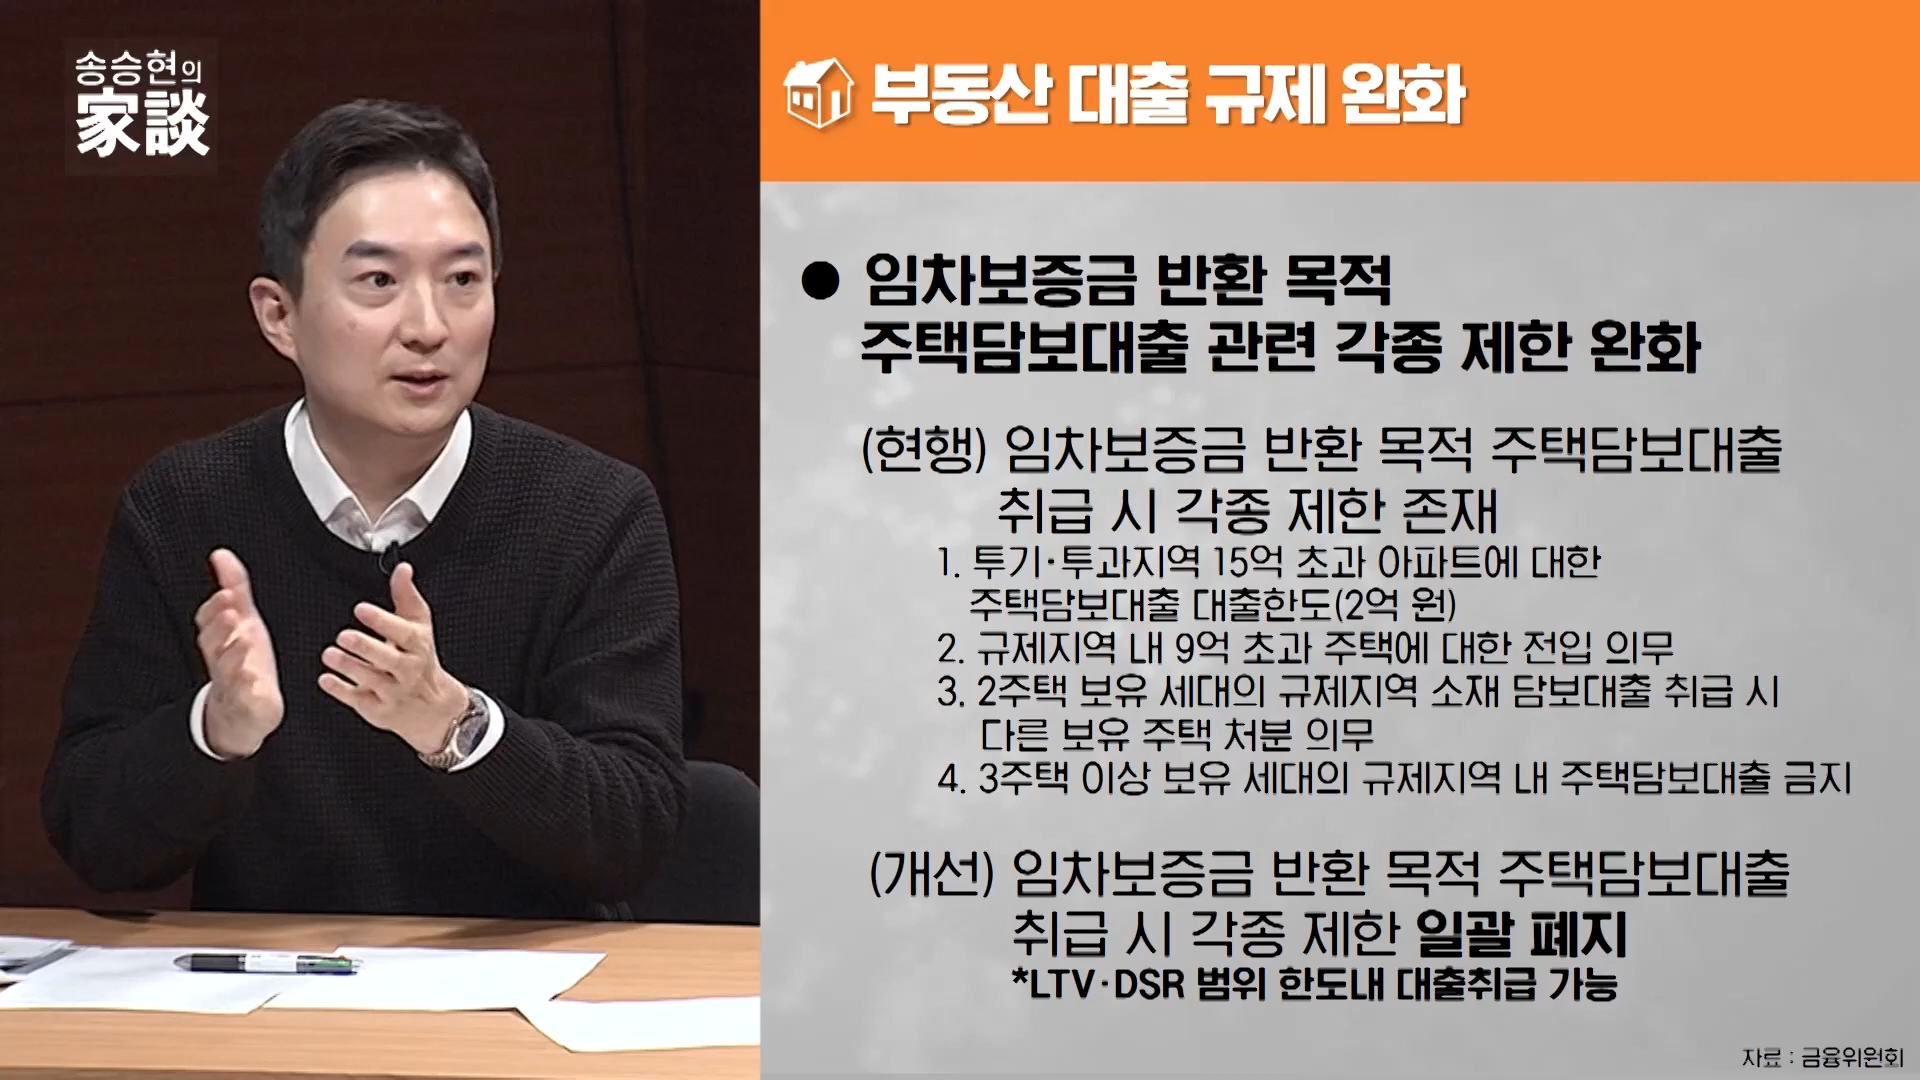 송승현의
家談
부동산 대출 규제 완화
● 임차보증금 반환 목적
주택담보대출 관련 각종 제한 완화
(현행) 임차보증금 반환 목적 주택담보대출
취급 시 각종 제한 존재
1. 투기·투과지역 15억 초과 아파트에 대한
주택담보대출 대출한도(2억 원)
2. 규제지역 내 9억 초과 주택에 대한 전입 의무
3. 2주택 보유 세대의 규제지역 소재 담보대출 취급 시
다른 보유 주택 처분 의무
4. 3주택 이상 보유 세대의 규제지역 내 주택담보대출 금지
(개선) 임차보증금 반환 목적 주택담보대출
취급 시 각종 제한 일괄 폐지
*LTV·DSR 범위 한도내 대출취급 가능
자료 : 금융위원회